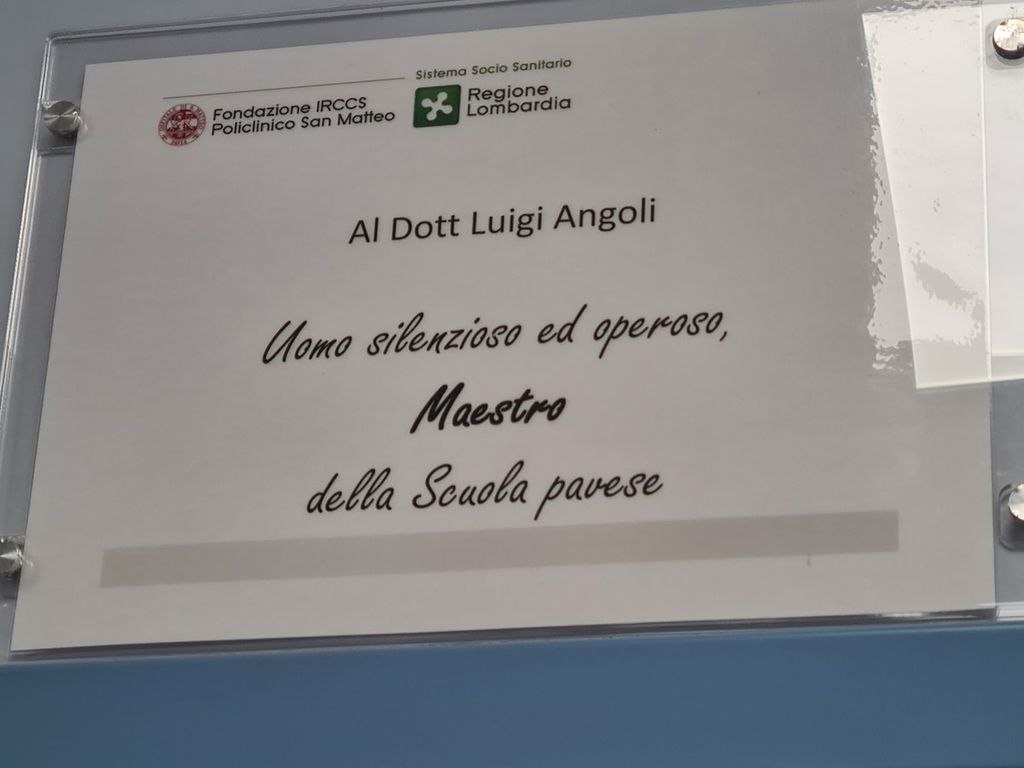 Sistema Socio Sanitario
Fondazione IRCCS
Policlinico San Matteo
Regione
Lombardia
Al Dott Luigi Angoli
Uomo silenzioso ed operoso,
Maestro
della Scuola pavese